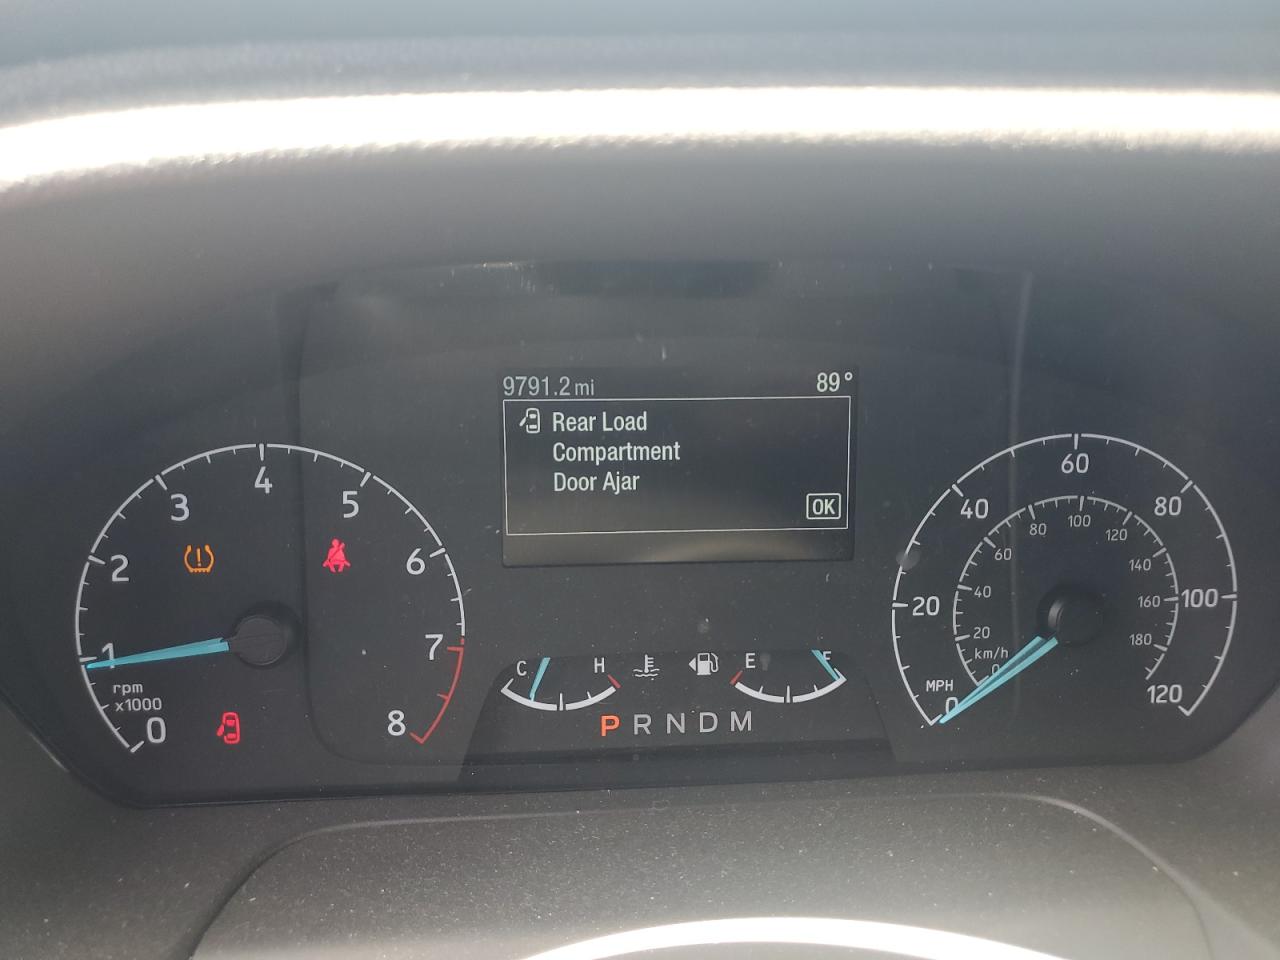 9791.2 mi 89°
Rear Load
Compartment
Door Ajar
OK
0 1 2 3 4 5 6 7 8
rpm
x1000
C H
E F
P R N D M
0 20 40 60 80 100 120
MPH
0 20 40 60 80 100 120 140 160 180
km/h